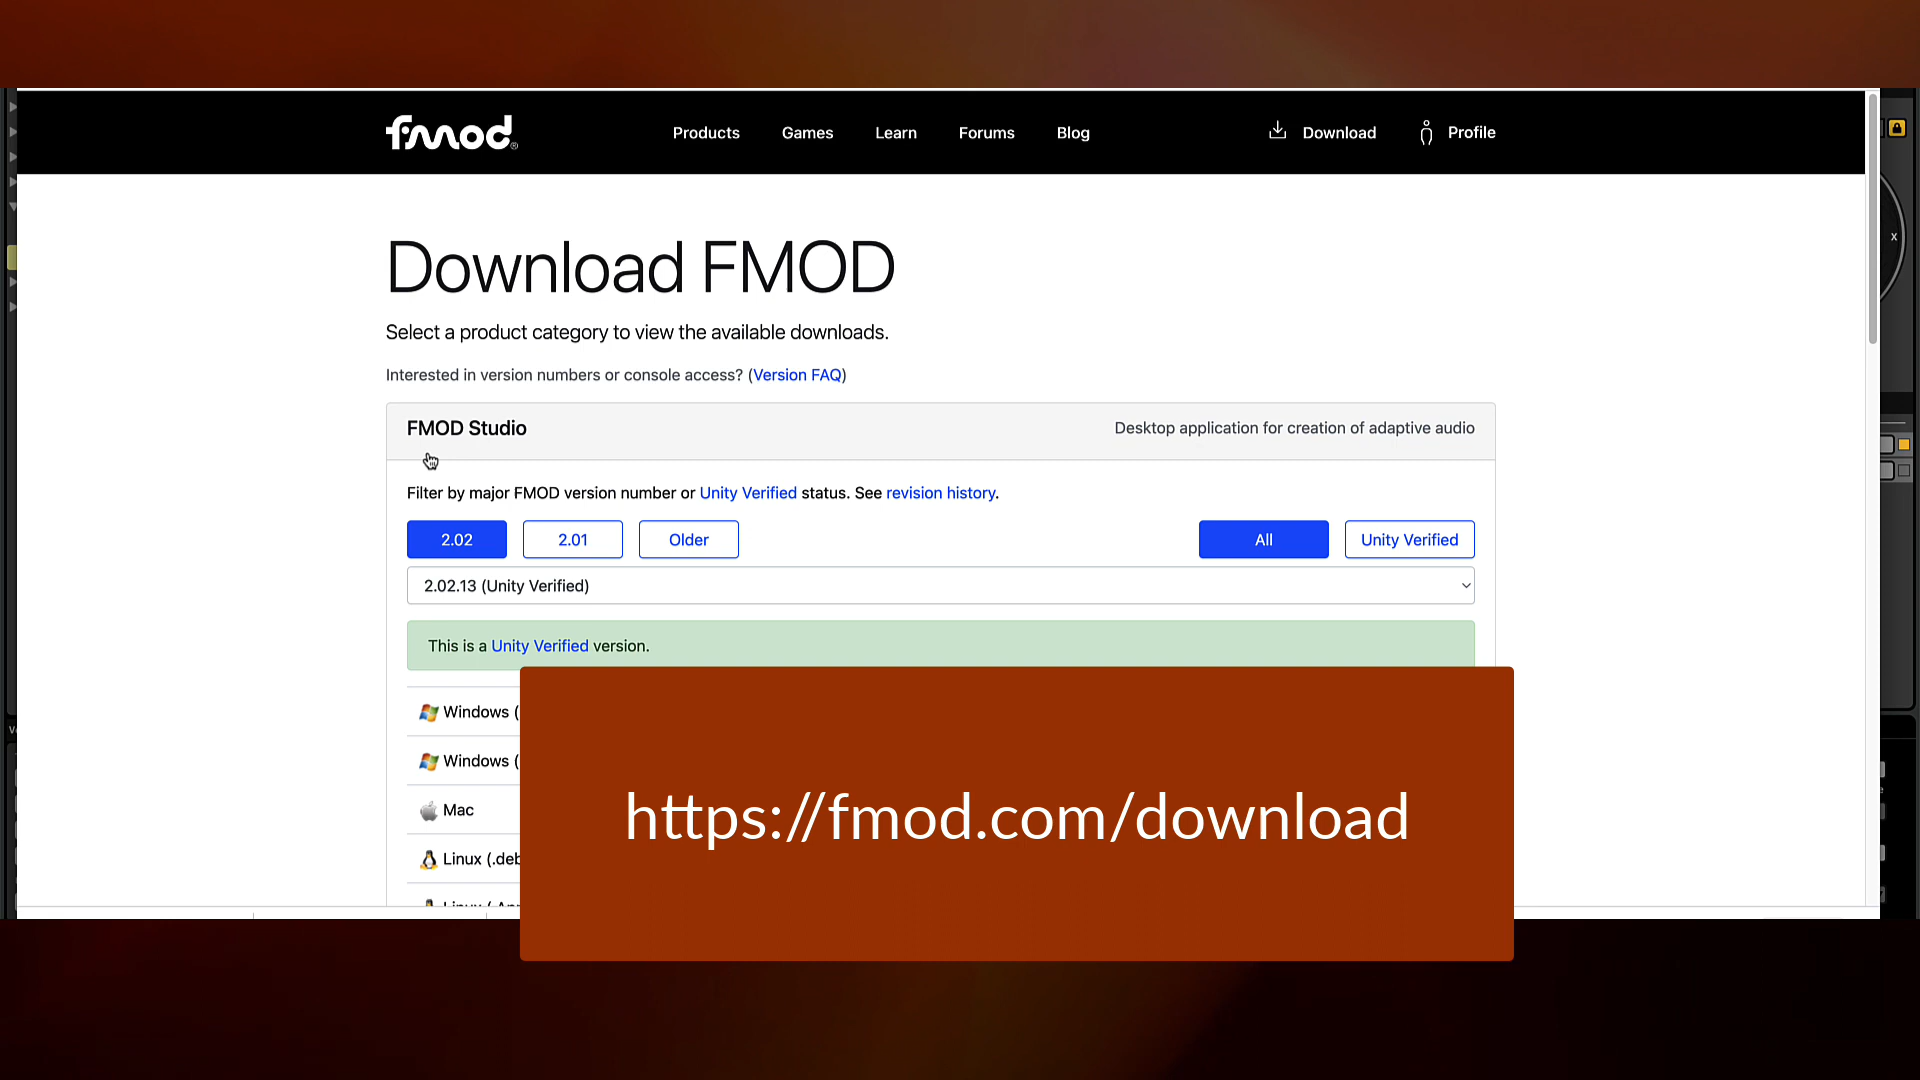 fmod
Products Games Learn Forums Blog Download Profile
Download FMOD
Select a product category to view the available downloads.
Interested in version numbers or console access? (Version FAQ)
FMOD Studio Desktop application for creation of adaptive audio
Filter by major FMOD version number or Unity Verified status. See revision history.
2.02 2.01 Older All Unity Verified
2.02.13 (Unity Verified)
This is a Unity Verified version.
Windows (
Windows (
Mac
Linux (.deb
https://fmod.com/download